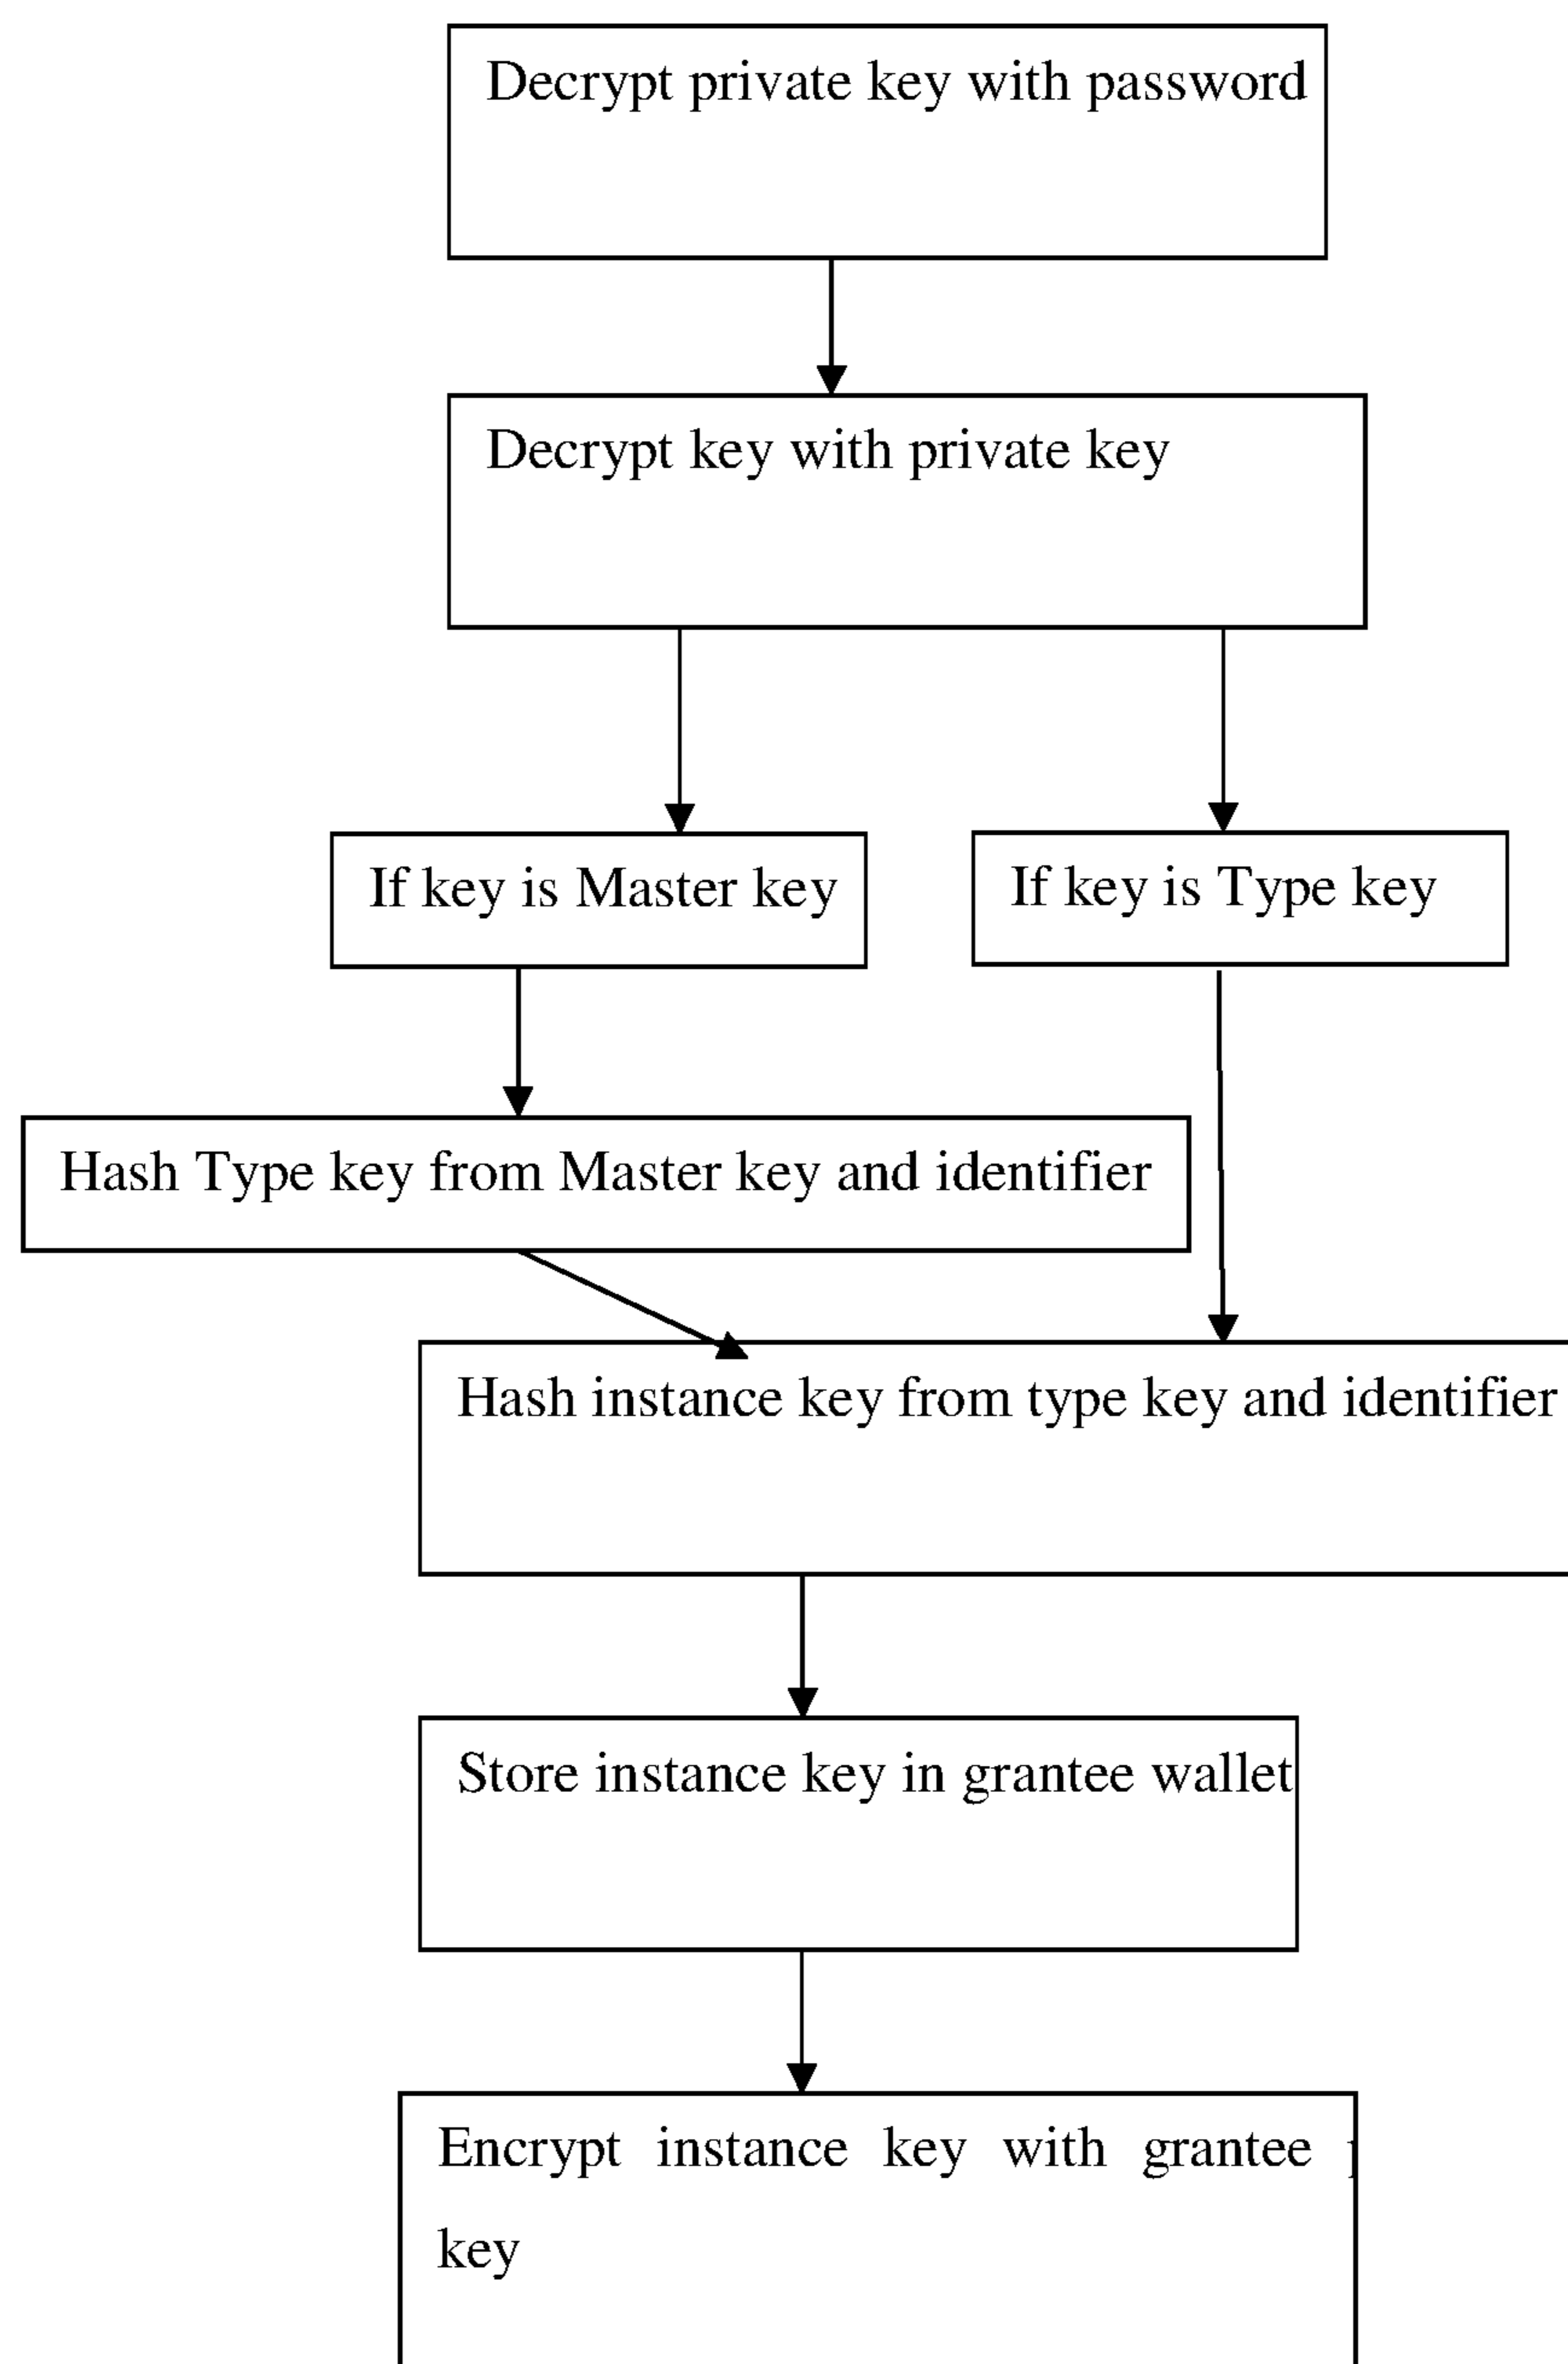 Decrypt private key with password
Decrypt key with private key
If key is Master key
If key is Type key
Hash Type key from Master key and identifier
Hash instance key from type key and identifier
Store instance key in grantee wallet
Encrypt instance key with grantee
key